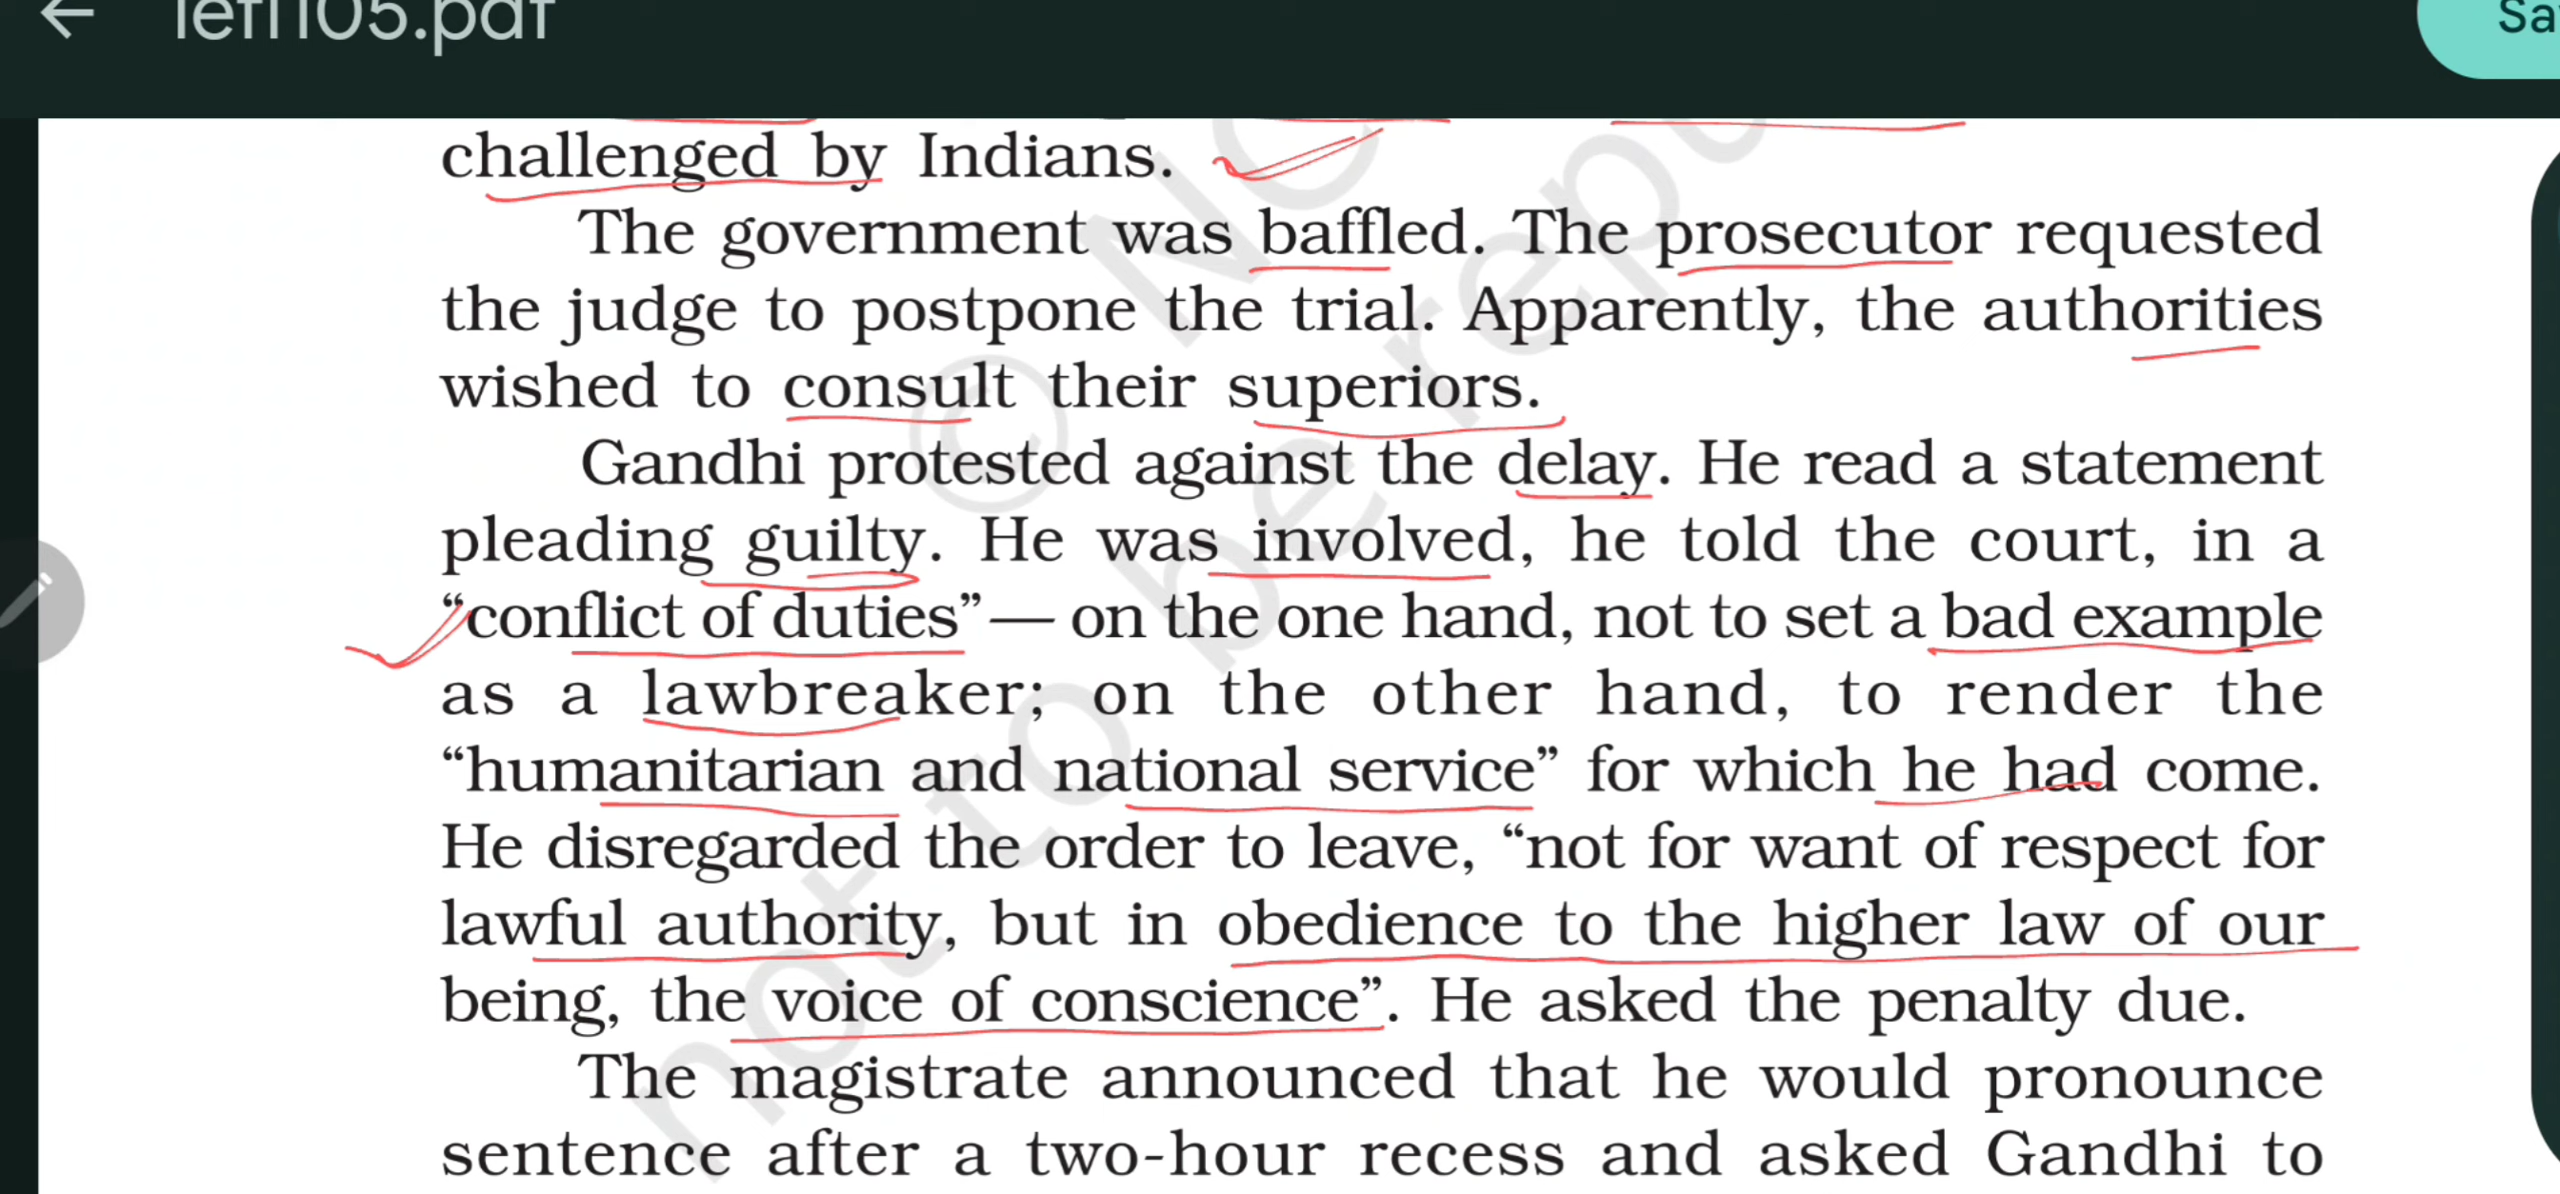 lefl105.pdf
Sa
challenged by Indians.
The government was baffled. The prosecutor requested
the judge to postpone the trial. Apparently, the authorities
wished to consult their superiors.
Gandhi protested against the delay. He read a statement
pleading guilty. He was involved, he told the court, in a
“conflict of duties”— on the one hand, not to set a bad example
as a lawbreaker; on the other hand, to render the
“humanitarian and national service” for which he had come.
He disregarded the order to leave, “not for want of respect for
lawful authority, but in obedience to the higher law of our
being, the voice of conscience”. He asked the penalty due.
The magistrate announced that he would pronounce
sentence after a two-hour recess and asked Gandhi to
© NC
not to be repu